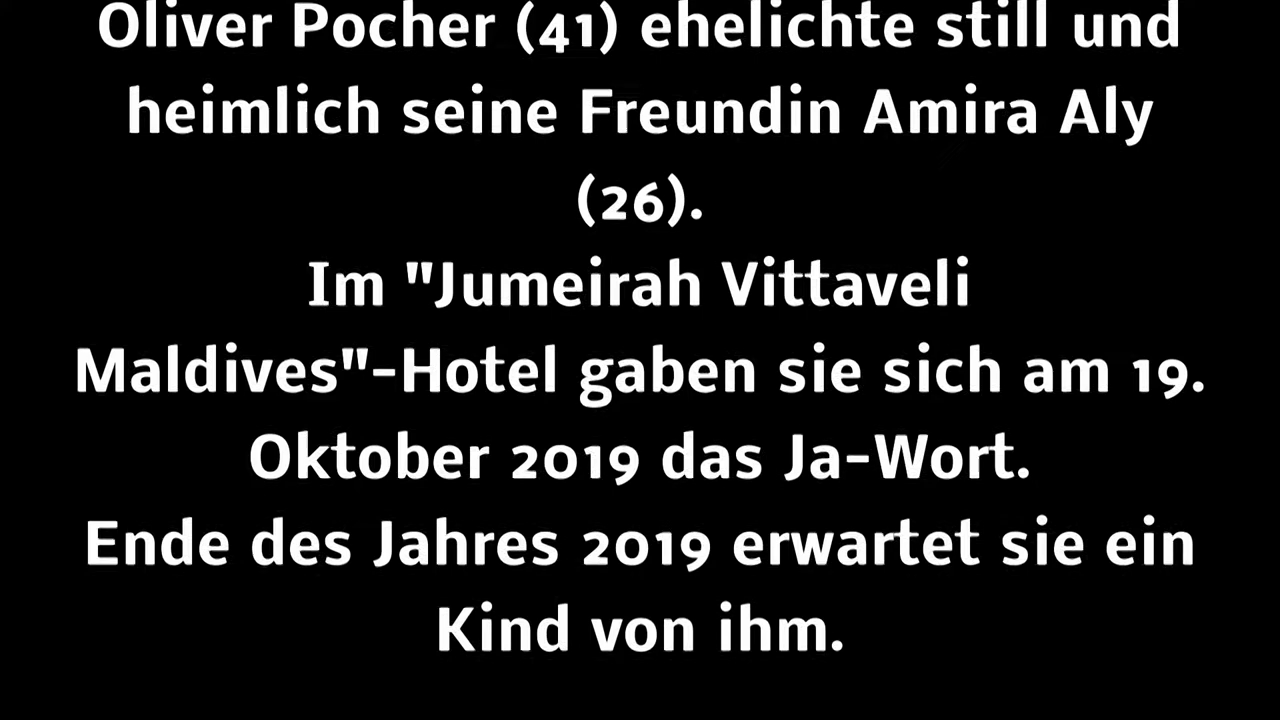 Oliver Pocher (41) ehelichte still und
heimlich seine Freundin Amira Aly
(26).
Im "Jumeirah Vittaveli
Maldives"-Hotel gaben sie sich am 19.
Oktober 2019 das Ja-Wort.
Ende des Jahres 2019 erwartet sie ein
Kind von ihm.